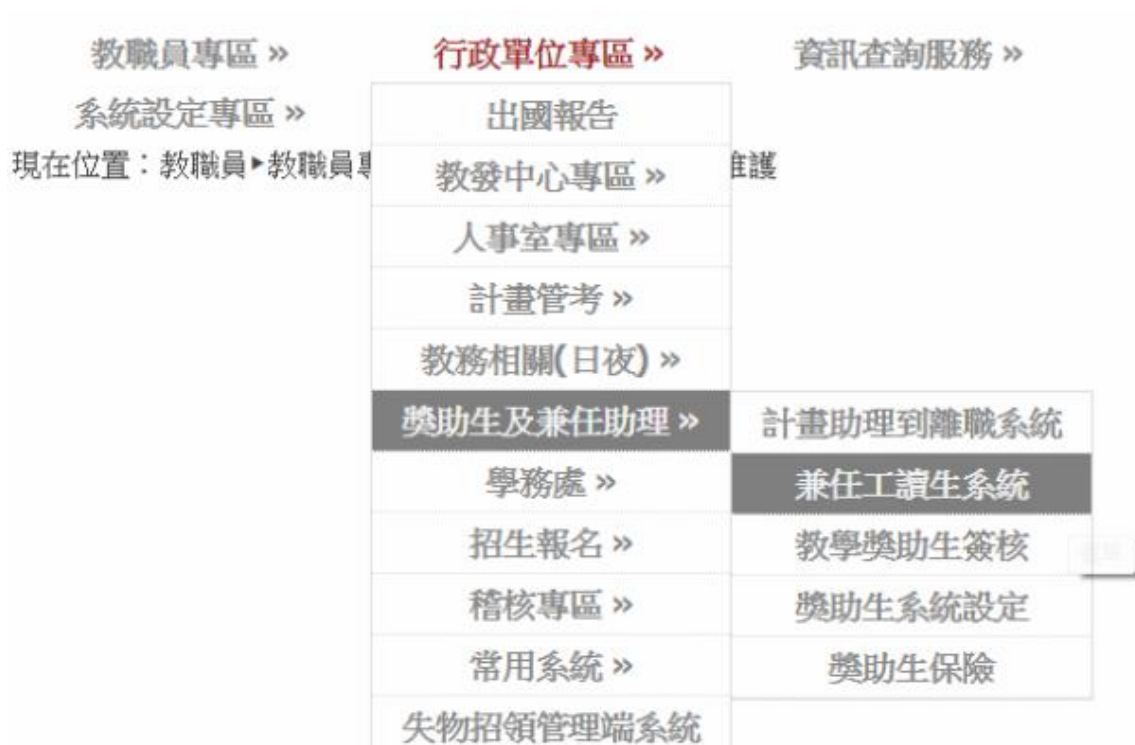 教職員專區 »
行政單位專區 »
資訊查詢服務 »
系統設定專區 »
現在位置：教職員▸教職員
維護
出國報告
教發中心專區 »
人事室專區 »
計畫管考 »
教務相關(日夜) »
獎助生及兼任助理 »
學務處 »
招生報名 »
稽核專區 »
常用系統 »
失物招領管理端系統
計畫助理到離職系統
兼任工讀生系統
教學獎助生簽核
獎助生系統設定
獎助生保險